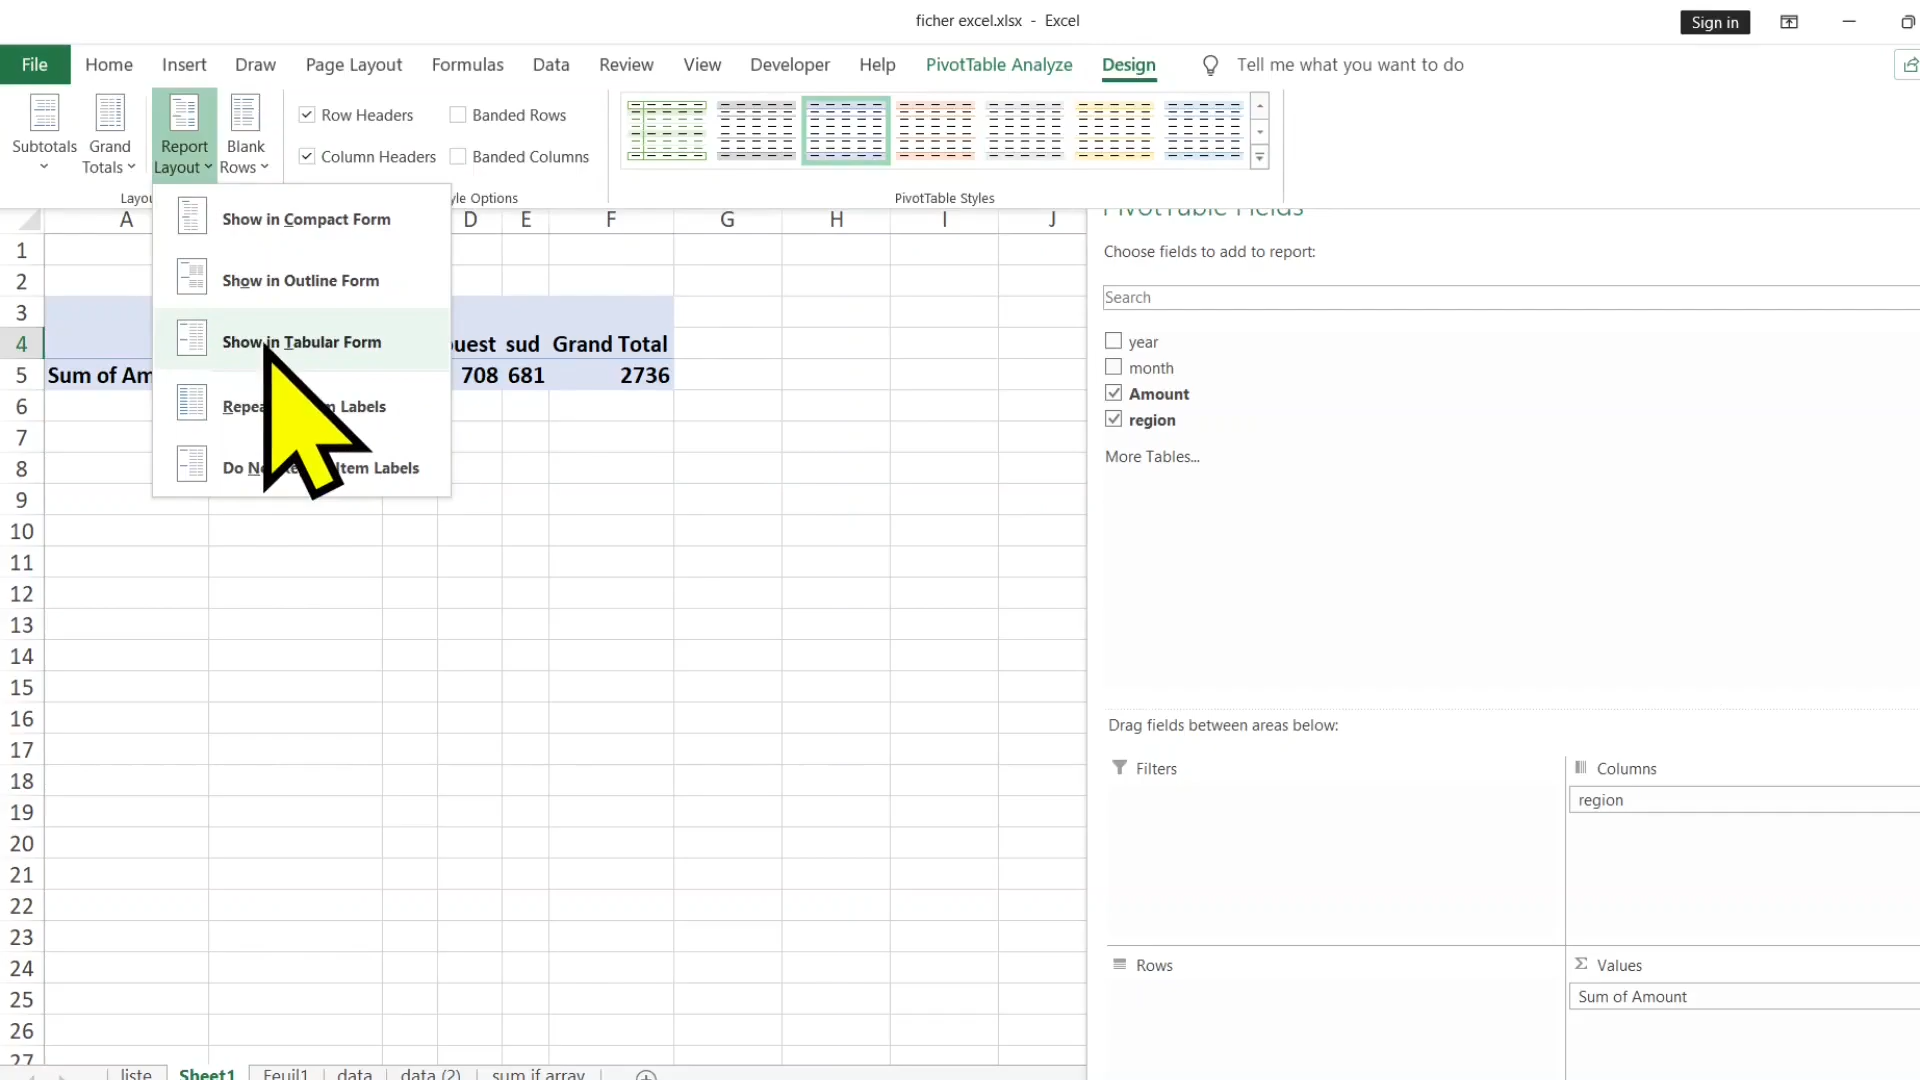 ficher excel.xlsx - Excel
Sign in
File Home Insert Draw Page Layout Formulas Data Review View Developer Help PivotTable Analyze Design Tell me what you want to do
Subtotals
Grand Totals
Report Layout
Blank Rows
Row Headers
Banded Rows
Column Headers
Banded Columns
PivotTable Styles
Options
Show in Compact Form
Show in Outline Form
Show in Tabular Form
Labels
Do Item Labels
A D E F G H I J
1
2
3
4 sud Grand Total
5 Sum of 708 681 2736
6
7
8
9
10
11
12
13
14
15
16
17
18
19
20
21
22
23
24
25
26
27
PivotTable Fields
Choose fields to add to report:
Search
year
month
Amount
region
More Tables...
Drag fields between areas below:
Filters
Columns
region
Rows
Values
Sum of Amount
liste Sheet1 Feuil1 data data (2) sum if array